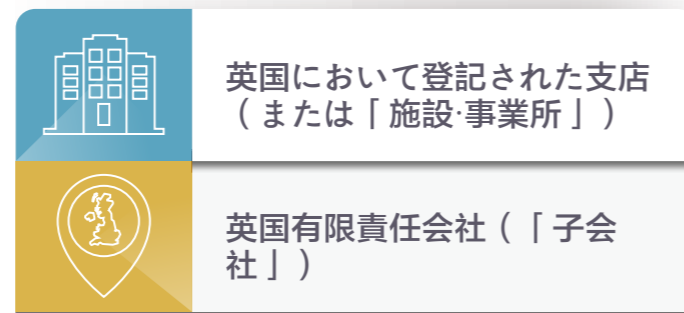 英国において登記された支店
（または「施設·事業所」）
英国有限責任会社（「子会
社」）